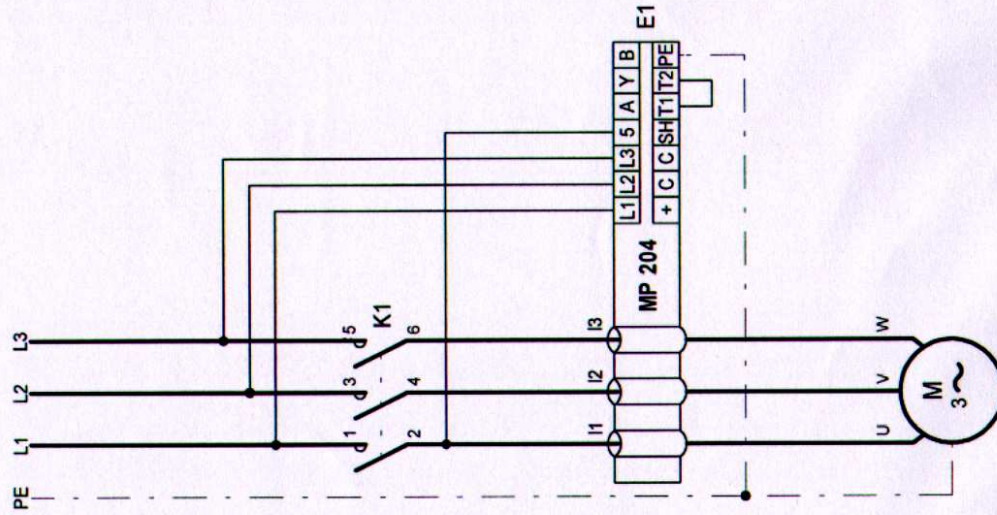 PE
L1 L2 L3
1 3 5
K1
2 4 6
L1 L2 L3 5 A Y B
E1
+ C C SH T1 T2 PE
MP 204
I1 I2 I3
U V W
M
3~